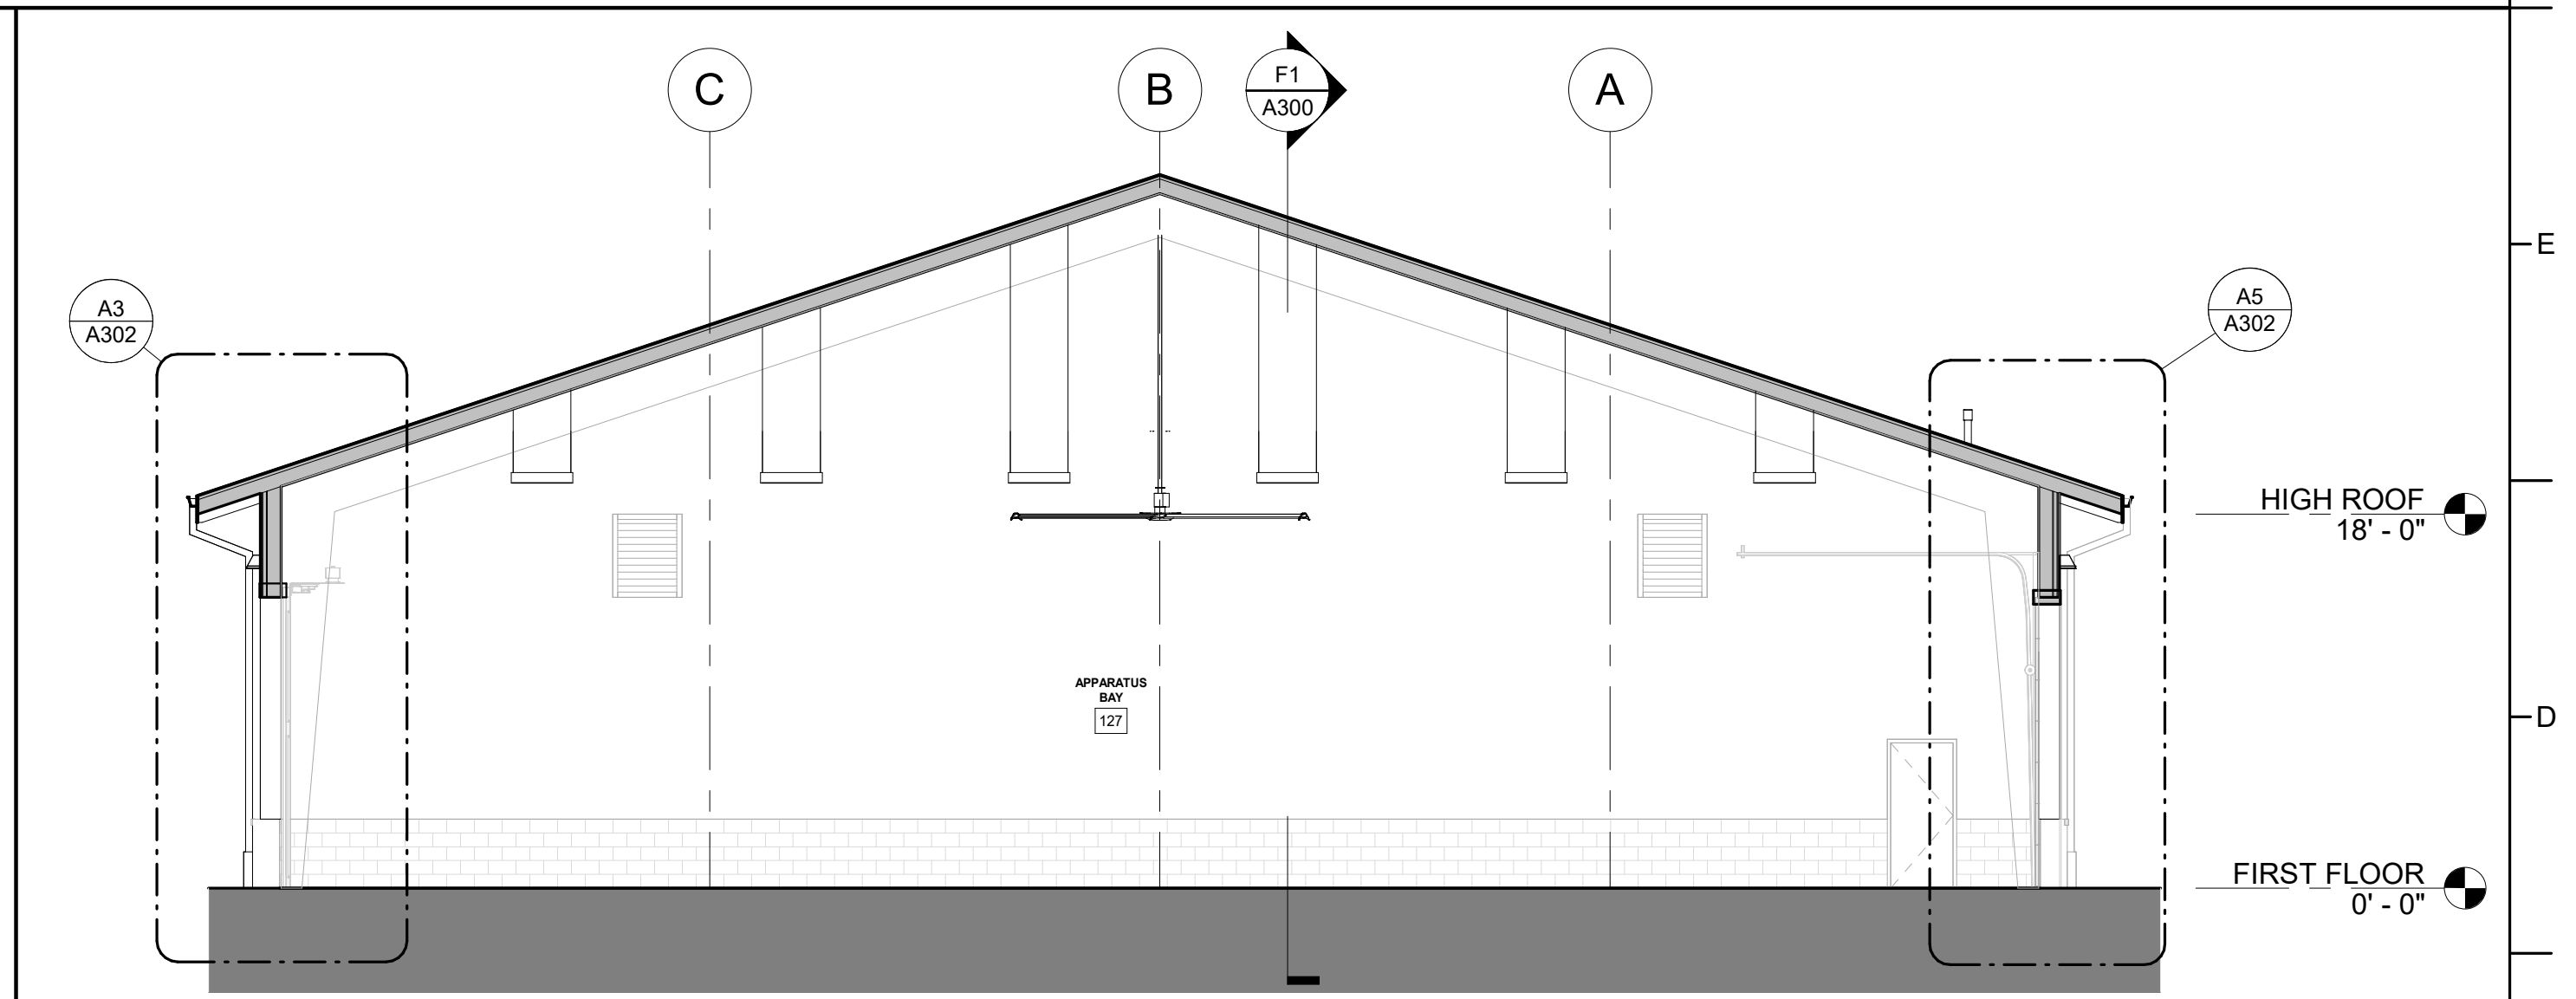 C
B
F1
A300
A
E
A3
A302
A5
A302
HIGH ROOF
18' - 0"
APPARATUS
BAY
127
D
FIRST FLOOR
0' - 0"